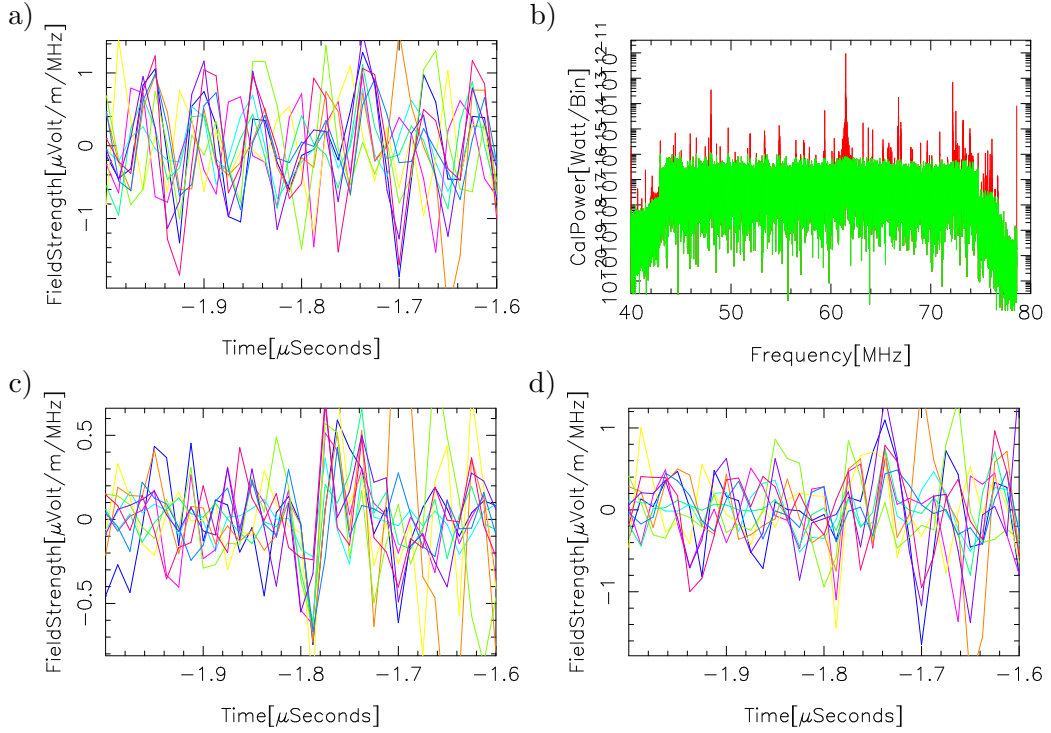 a)
FieldStrength[μVolt/m/MHz]
1
0
−1
−1.9
−1.8
−1.7
−1.6
Time[μSeconds]
b)
CalPower[Watt/Bin]
40
50
60
70
80
Frequency[MHz]
c)
FieldStrength[μVolt/m/MHz]
0.5
0
−0.5
−1.9
−1.8
−1.7
−1.6
Time[μSeconds]
d)
FieldStrength[μVolt/m/MHz]
1
0
−1
−1.9
−1.8
−1.7
−1.6
Time[μSeconds]